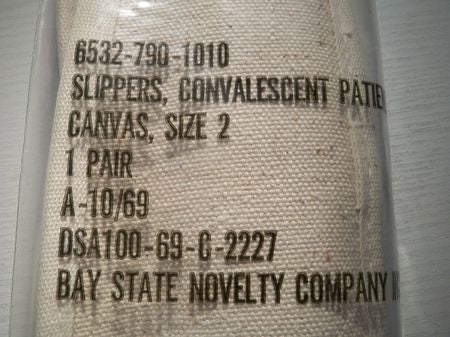 6532-790-1010
SLIPPERS, CONVALESCENT PATIE
CANVAS, SIZE 2
1 PAIR
A-10/69
DSA100-69-C-2227
BAY STATE NOVELTY COMPANY